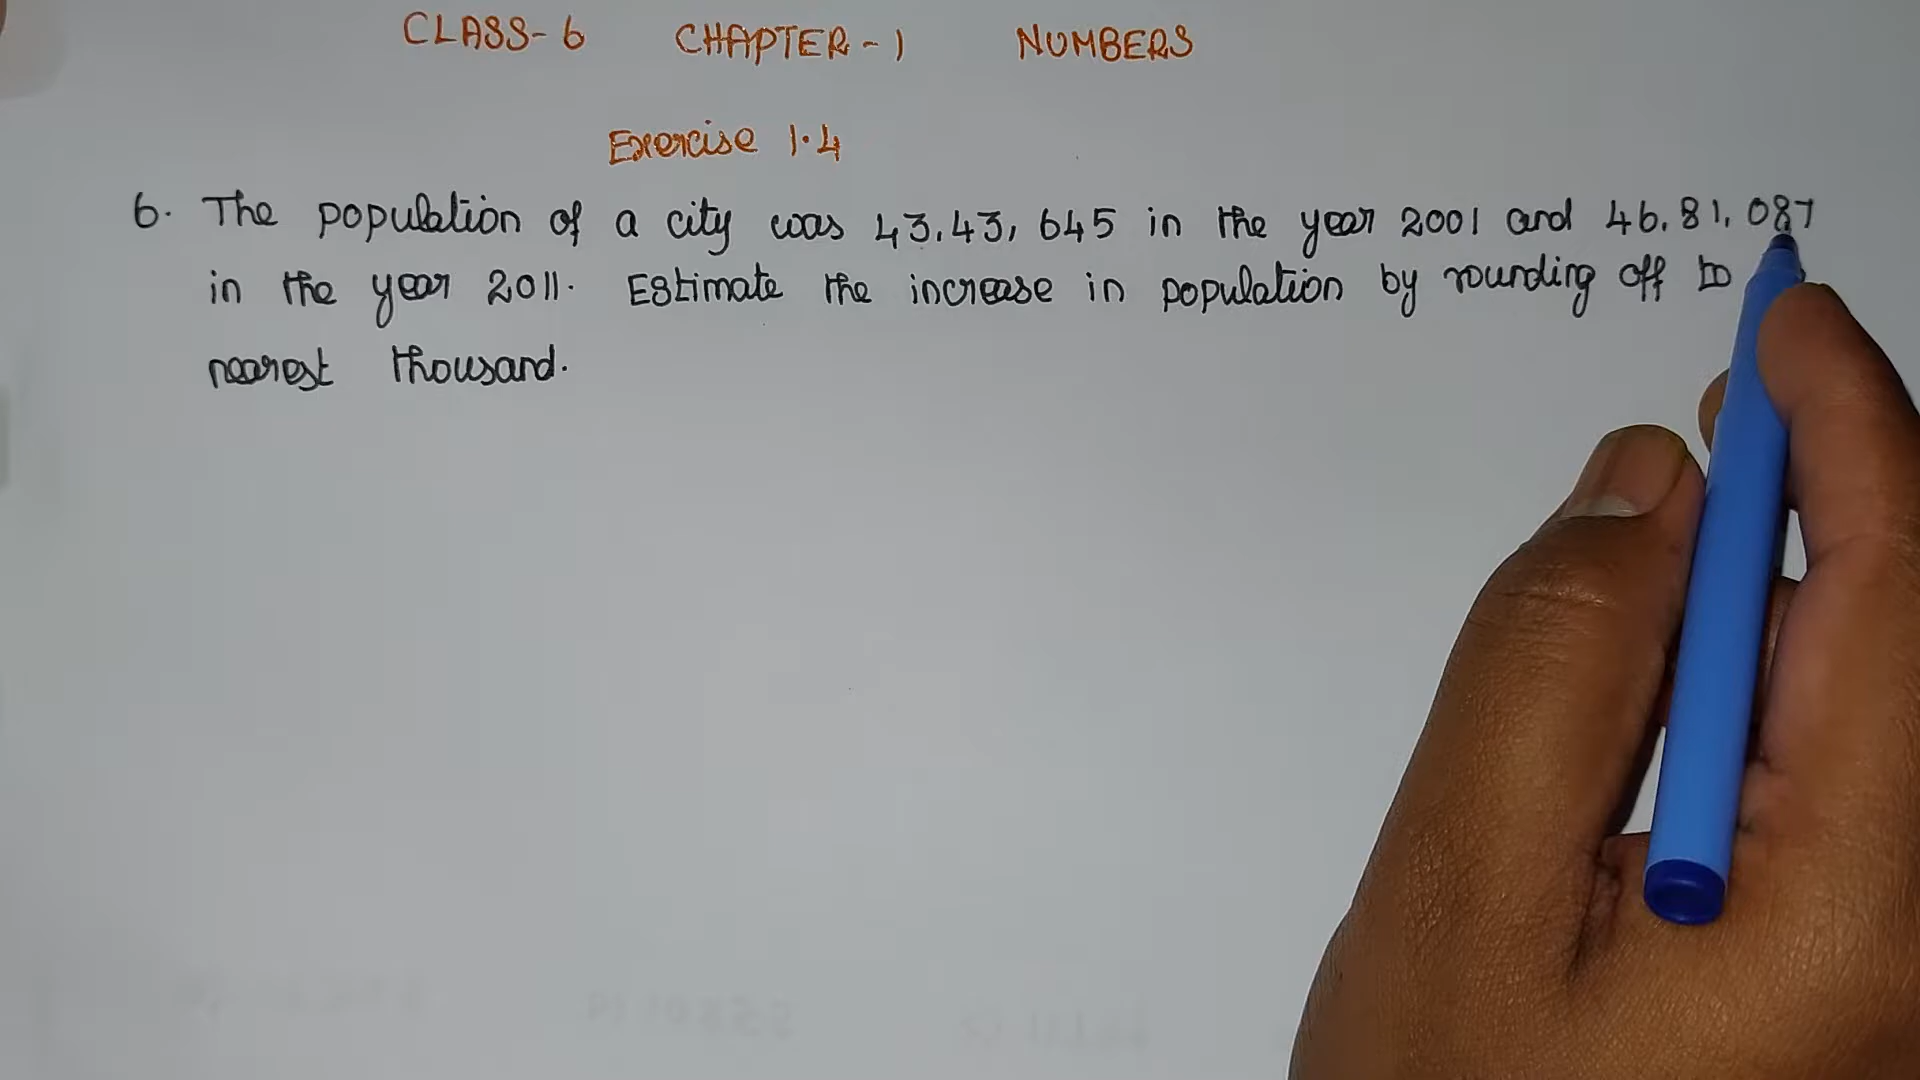 CLASS-6 CHAPTER-1 NUMBERS
Exercise 1.4
6. The population of a city was 43,43,645 in the year 2001 and 46,81,087
in the year 2011. Estimate the increase in population by rounding off to
nearest thousand.